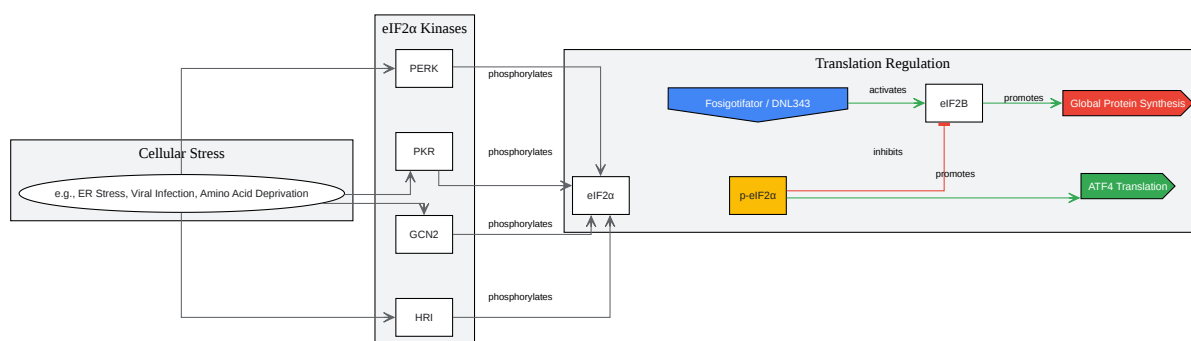 eIF2α Kinases
PERK
phosphorylates
Translation Regulation
Fosigotifator / DNL343
activates
eIF2B
promotes
Global Protein Synthesis
Cellular Stress
e.g., ER Stress, Viral Infection, Amino Acid Deprivation
PKR
phosphorylates
inhibits
promotes
eIF2α
p-eIF2α
ATF4 Translation
GCN2
phosphorylates
HRI
phosphorylates